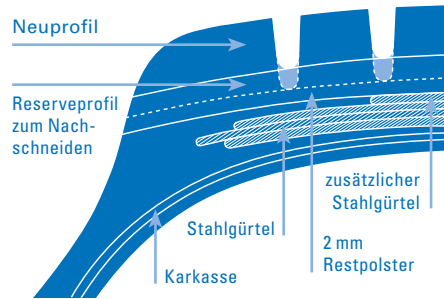 Neuprofil
Reserveprofil
zum Nach-
schneiden
zusätzlicher
Stahlgürtel
Stahlgürtel
2 mm
Restpolster
Karkasse